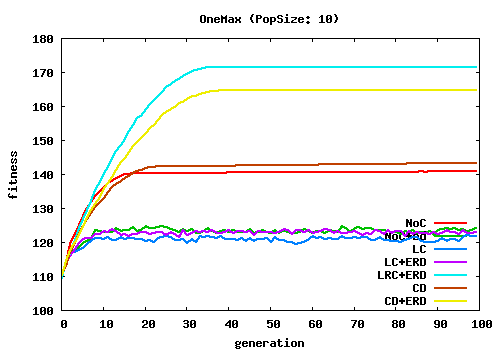 OneMax (PopSize: 10)
180
170
160
150
140
130
120
110
100
fitness
0 10 20 30 40 50 60 70 80 90 100
generation
NoC
LC
LC+ERD
LRC+ERD
CD
CD+ERD